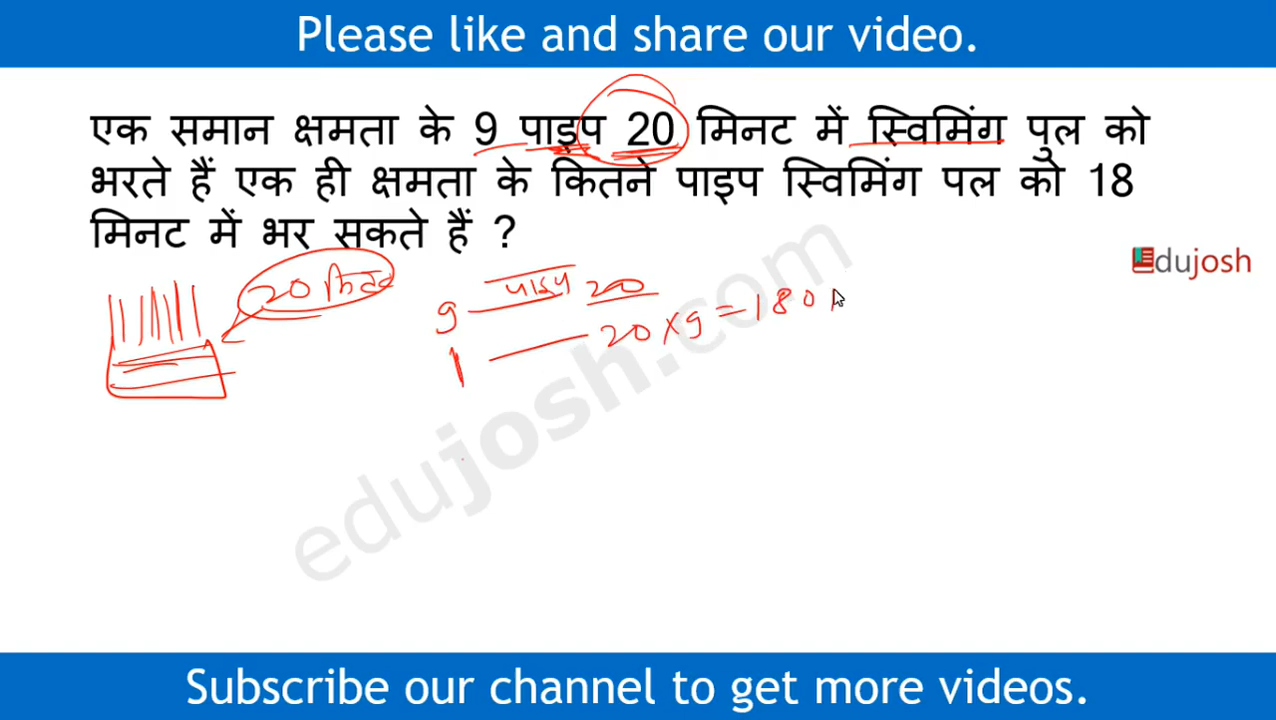 Please like and share our video.
एक समान क्षमता के 9 पाइप 20 मिनट में स्विमिंग पुल को
भरते हैं एक ही क्षमता के कितने पाइप स्विमिंग पल को 18
मिनट में भर सकते हैं ?
Edujosh
20 मिनट
9 पाइप 20
1 20 x 9 = 180
edujosh.com
Subscribe our channel to get more videos.